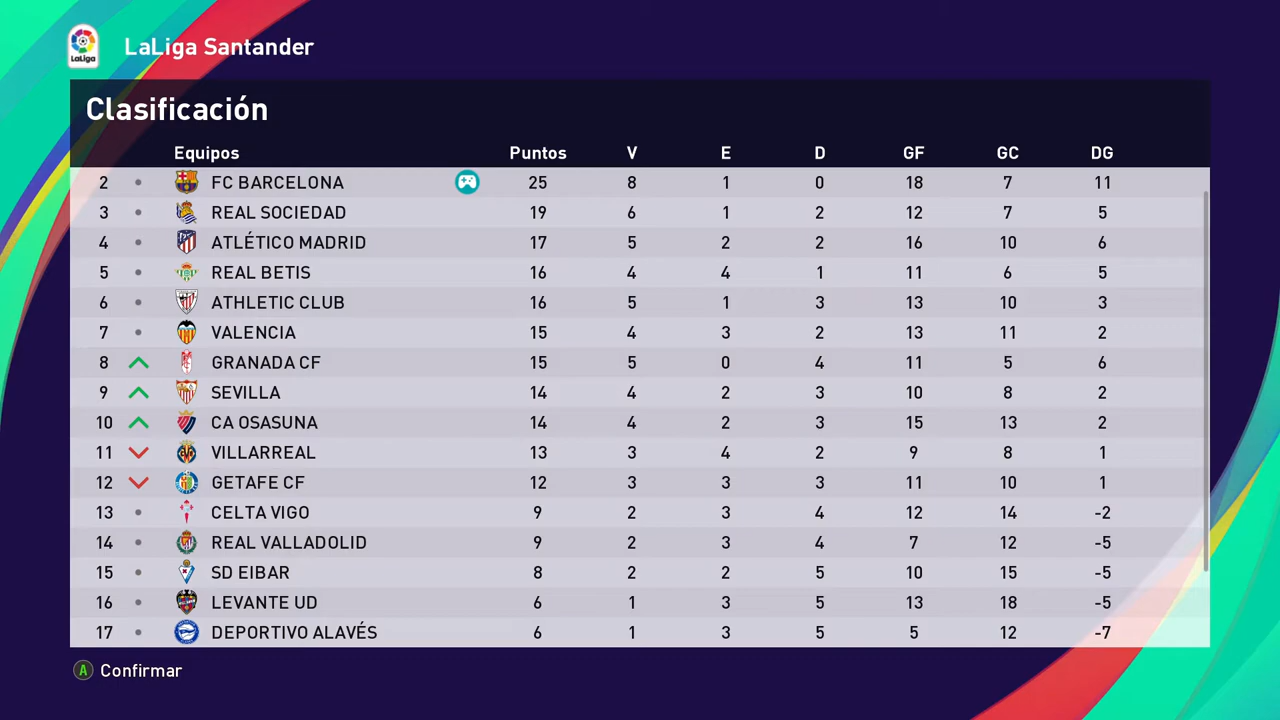 LaLiga
LaLiga Santander
Clasificación
Equipos Puntos V E D GF GC DG
2 FC BARCELONA 25 8 1 0 18 7 11
3 REAL SOCIEDAD 19 6 1 2 12 7 5
4 ATLÉTICO MADRID 17 5 2 2 16 10 6
5 REAL BETIS 16 4 4 1 11 6 5
6 ATHLETIC CLUB 16 5 1 3 13 10 3
7 VALENCIA 15 4 3 2 13 11 2
8 GRANADA CF 15 5 0 4 11 5 6
9 SEVILLA 14 4 2 3 10 8 2
10 CA OSASUNA 14 4 2 3 15 13 2
11 VILLARREAL 13 3 4 2 9 8 1
12 GETAFE CF 12 3 3 3 11 10 1
13 CELTA VIGO 9 2 3 4 12 14 -2
14 REAL VALLADOLID 9 2 3 4 7 12 -5
15 SD EIBAR 8 2 2 5 10 15 -5
16 LEVANTE UD 6 1 3 5 13 18 -5
17 DEPORTIVO ALAVÉS 6 1 3 5 5 12 -7
A Confirmar